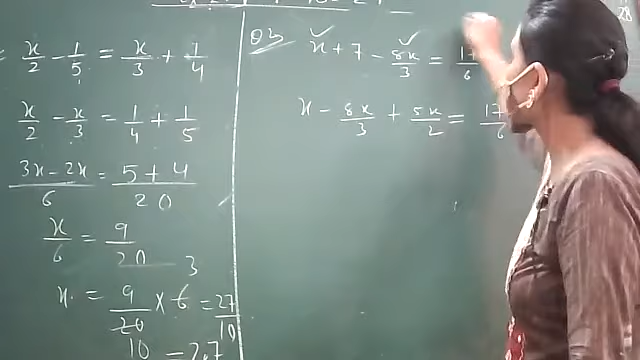 x/2 - 1/5 = x/3 + 1/4
x/2 - x/3 = 1/4 + 1/5
3x - 2x/6 = 5 + 4/20
x/6 = 9/20
x = 9/20 × 6 = 27/10
10
3
= 2.7
Q3 x + 7 - 8x/3 = 17/6
x - 8x/3 + 5x/2 = 17/6
28